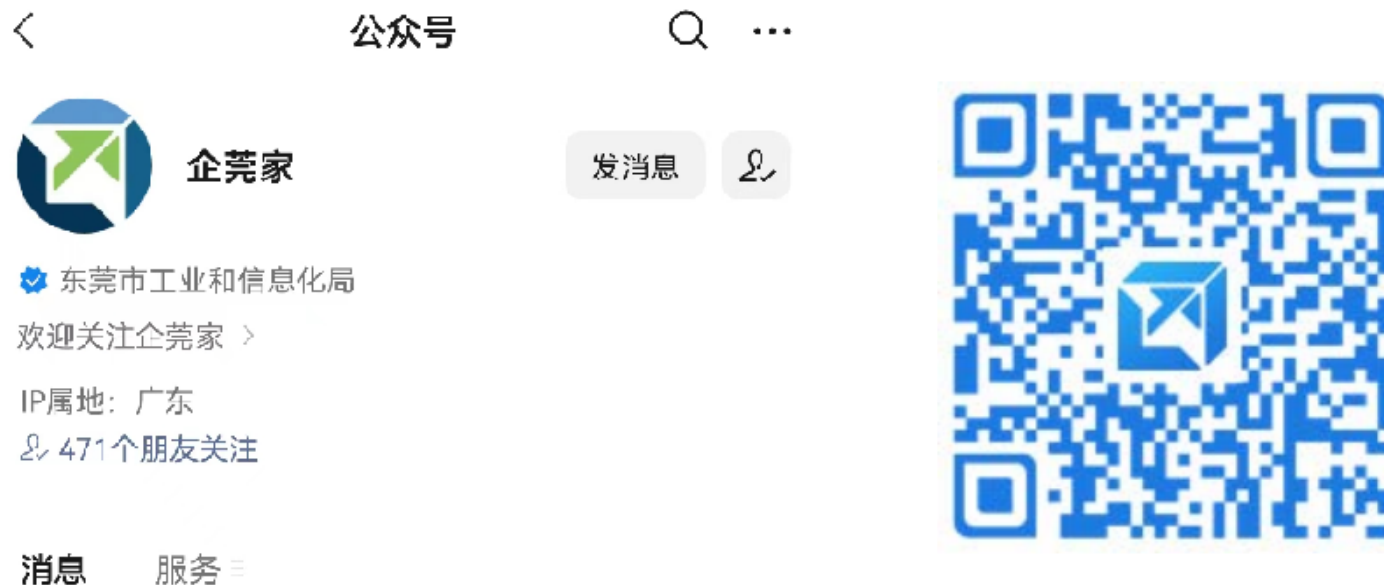 公众号
企莞家
发消息
东莞市工业和信息化局
欢迎关注企莞家
IP属地：广东
471个朋友关注
消息 服务